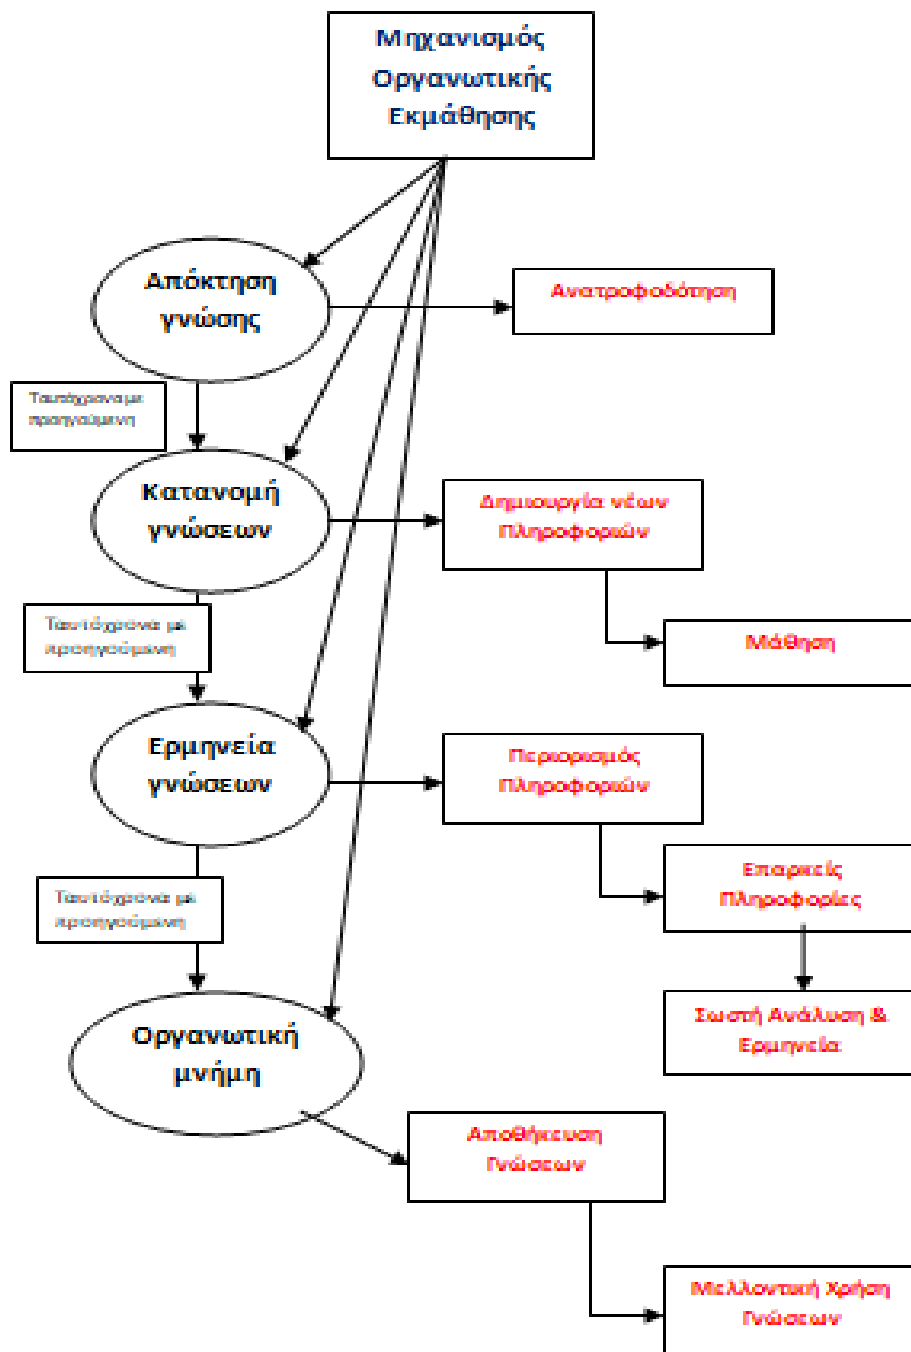 Μηχανισμός
Οργανωτικής
Εκμάθησης
Απόκτηση
γνώσης
Ανατροφοδότηση
Ταυτόχρονα με
προηγούμενη
Κατανομή
γνώσεων
Δημιουργία νέων
Πληροφοριών
Ταυτόχρονα με
προηγούμενη
Μάθηση
Ερμηνεία
γνώσεων
Περιορισμός
Πληροφοριών
Επαρκείς
Πληροφορίες
Ταυτόχρονα με
προηγούμενη
Σωστή Ανάλυση &
Ερμηνεία
Οργανωτική
μνήμη
Αποθήκευση
Γνώσεων
Μελλοντική Χρήση
Γνώσεων